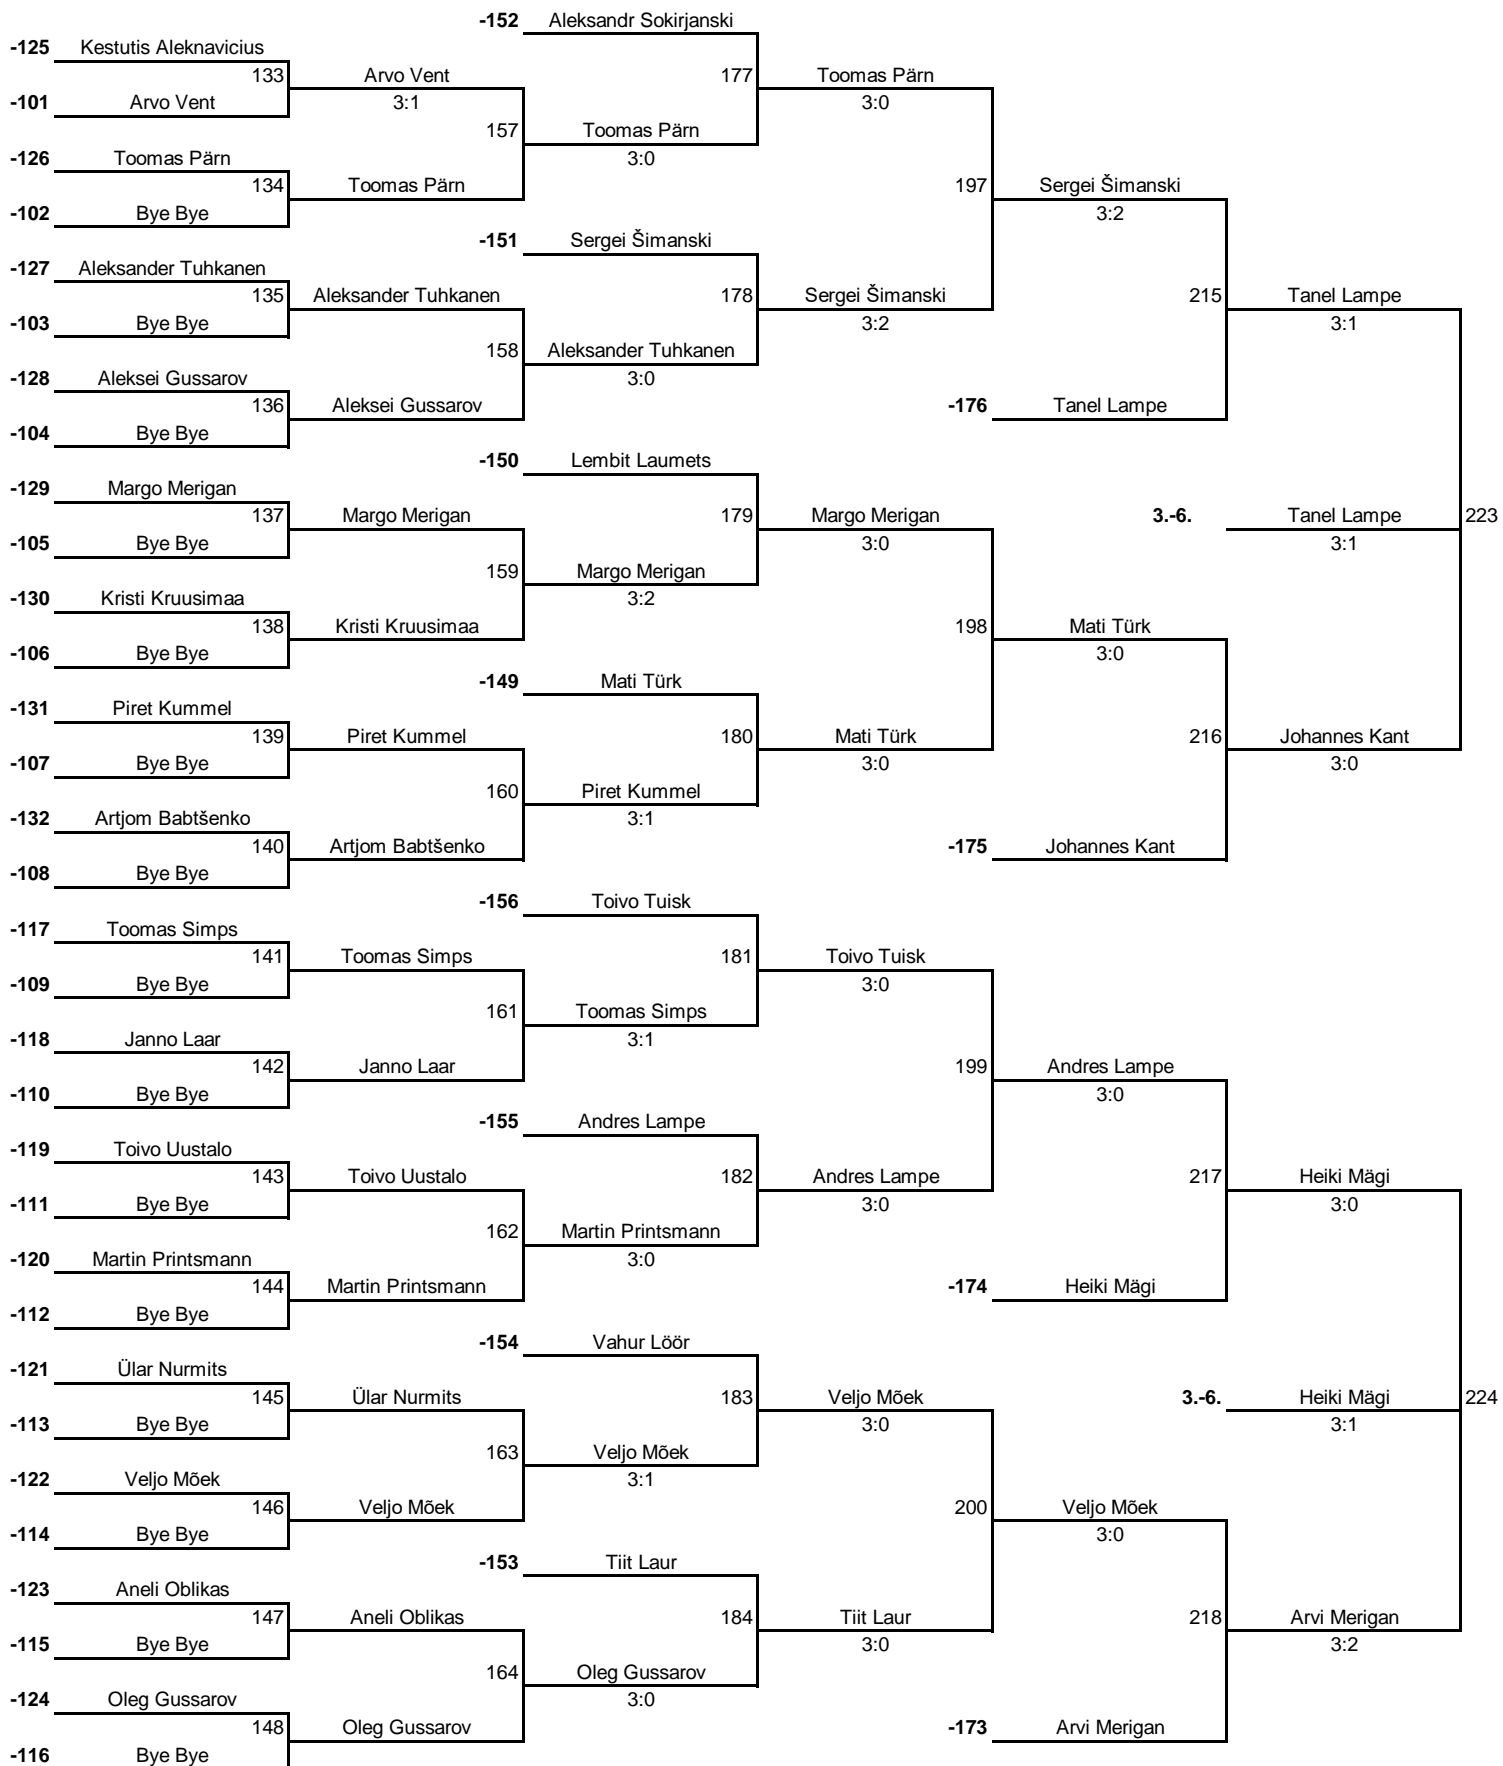 -152 Aleksandr Sokirjanski
-125 Kestutis Aleknavicius
133 Arvo Vent 177 Toomas Pärn
-101 Arvo Vent 3:1 3:0
157 Toomas Pärn
-126 Toomas Pärn 3:0
134 Toomas Pärn 197 Sergei Šimanski
-102 Bye Bye 3:2
-151 Sergei Šimanski
-127 Aleksander Tuhkanen
135 Aleksander Tuhkanen 178 Sergei Šimanski 215 Tanel Lampe
-103 Bye Bye 3:2 3:1
158 Aleksander Tuhkanen
-128 Aleksei Gussarov 3:0
136 Aleksei Gussarov -176 Tanel Lampe
-104 Bye Bye
-150 Lembit Laumets
-129 Margo Merigan
137 Margo Merigan 179 Margo Merigan 3.-6. Tanel Lampe 223
-105 Bye Bye 3:0 3:1
159 Margo Merigan
-130 Kristi Kruusimaa 3:2
138 Kristi Kruusimaa 198 Mati Türk
-106 Bye Bye 3:0
-149 Mati Türk
-131 Piret Kummel
139 Piret Kummel 180 Mati Türk 216 Johannes Kant
-107 Bye Bye 3:0 3:0
160 Piret Kummel
-132 Artjom Babtšenko 3:1
140 Artjom Babtšenko -175 Johannes Kant
-108 Bye Bye
-156 Toivo Tuisk
-117 Toomas Simps
141 Toomas Simps 181 Toivo Tuisk
-109 Bye Bye 3:0
161 Toomas Simps
-118 Janno Laar 3:1
142 Janno Laar 199 Andres Lampe
-110 Bye Bye 3:0
-155 Andres Lampe
-119 Toivo Uustalo
143 Toivo Uustalo 182 Andres Lampe 217 Heiki Mägi
-111 Bye Bye 3:0 3:0
162 Martin Printsmann
-120 Martin Printsmann 3:0
144 Martin Printsmann -174 Heiki Mägi
-112 Bye Bye
-154 Vahur Löör
-121 Ülar Nurmits
145 Ülar Nurmits 183 Veljo Mõek 3.-6. Heiki Mägi 224
-113 Bye Bye 3:0 3:1
163 Veljo Mõek
-122 Veljo Mõek 3:1
146 Veljo Mõek 200 Veljo Mõek
-114 Bye Bye 3:0
-153 Tiit Laur
-123 Aneli Oblikas
147 Aneli Oblikas 184 Tiit Laur 218 Arvi Merigan
-115 Bye Bye 3:0 3:2
164 Oleg Gussarov
-124 Oleg Gussarov 3:0
148 Oleg Gussarov -173 Arvi Merigan
-116 Bye Bye